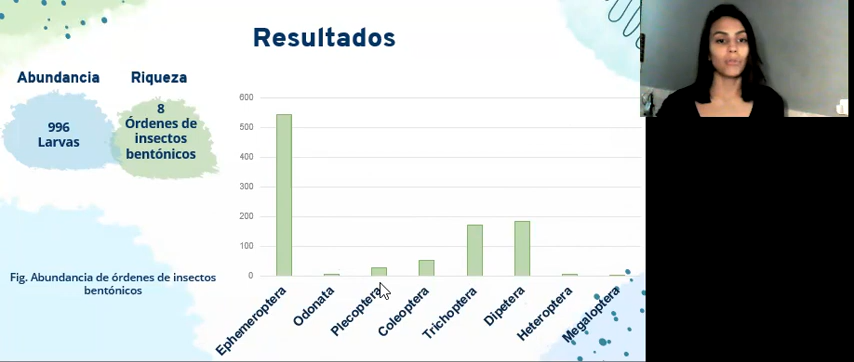 Resultados
Abundancia
Riqueza
996
Larvas
8
Órdenes de
insectos
bentónicos
600
500
400
300
200
100
0
Ephemeroptera
Odonata
Plecoptera
Coleoptera
Trichoptera
Dipetera
Heteroptera
Megaloptera
Fig. Abundancia de órdenes de insectos
bentónicos